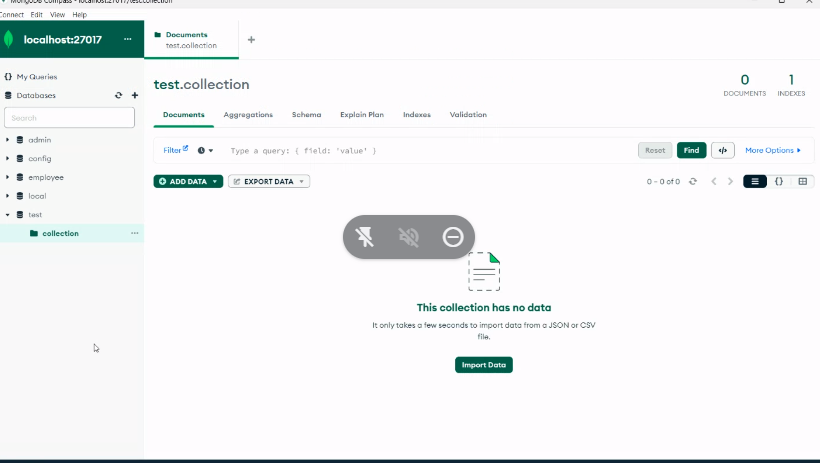 MongoDB Compass - localhost:27017/test.collection
Connect Edit View Help
localhost:27017
Documents
test.collection
My Queries
Databases
Search
admin
config
employee
local
test
collection
test.collection
0
DOCUMENTS
1
INDEXES
Documents Aggregations Schema Explain Plan Indexes Validation
Filter Type a query: { field: 'value' } Reset Find </> More Options
ADD DATA EXPORT DATA 0 – 0 of 0 {}
This collection has no data
It only takes a few seconds to import data from a JSON or CSV
file.
Import Data